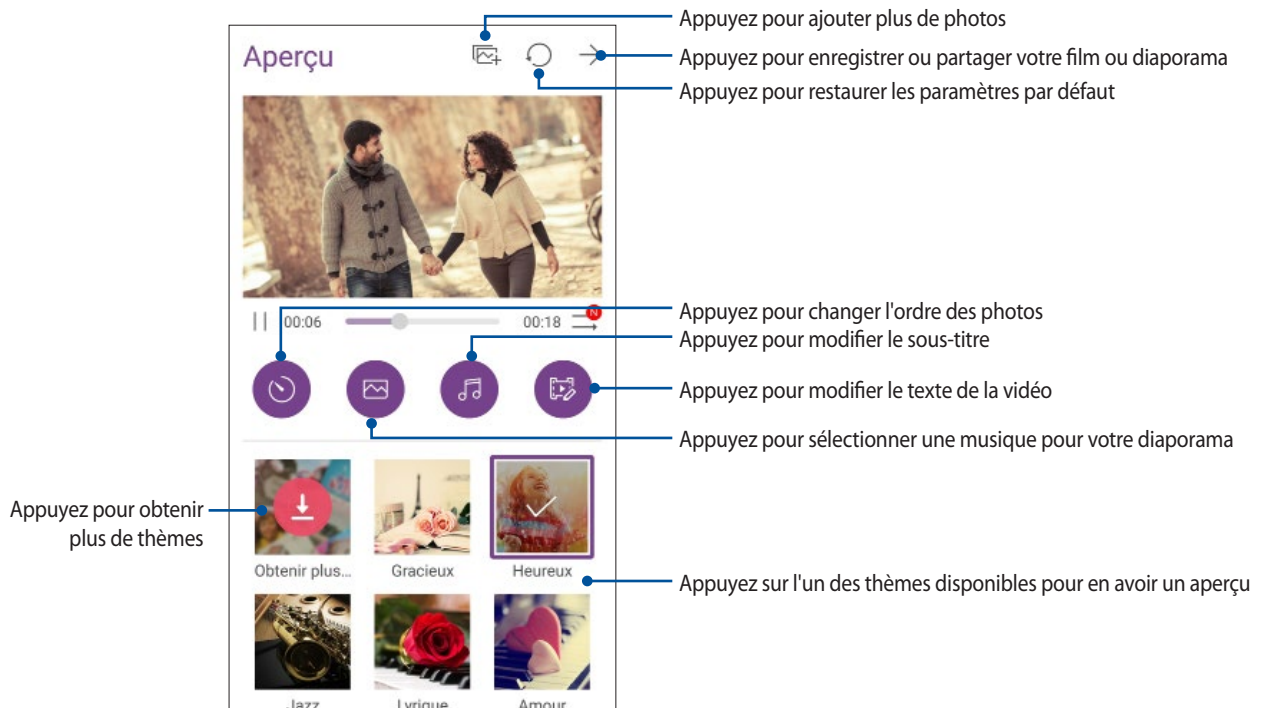 Appuyez pour ajouter plus de photos
Aperçu
Appuyez pour enregistrer ou partager votre film ou diaporama
Appuyez pour restaurer les paramètres par défaut
Appuyez pour changer l'ordre des photos
00:06
00:18
N
Appuyez pour modifier le sous-titre
Appuyez pour modifier le texte de la vidéo
Appuyez pour sélectionner une musique pour votre diaporama
Appuyez pour obtenir
plus de thèmes
Obtenir plus...
Gracieux
Heureux
Appuyez sur l'un des thèmes disponibles pour en avoir un aperçu
Jazz
Lyrique
Amour